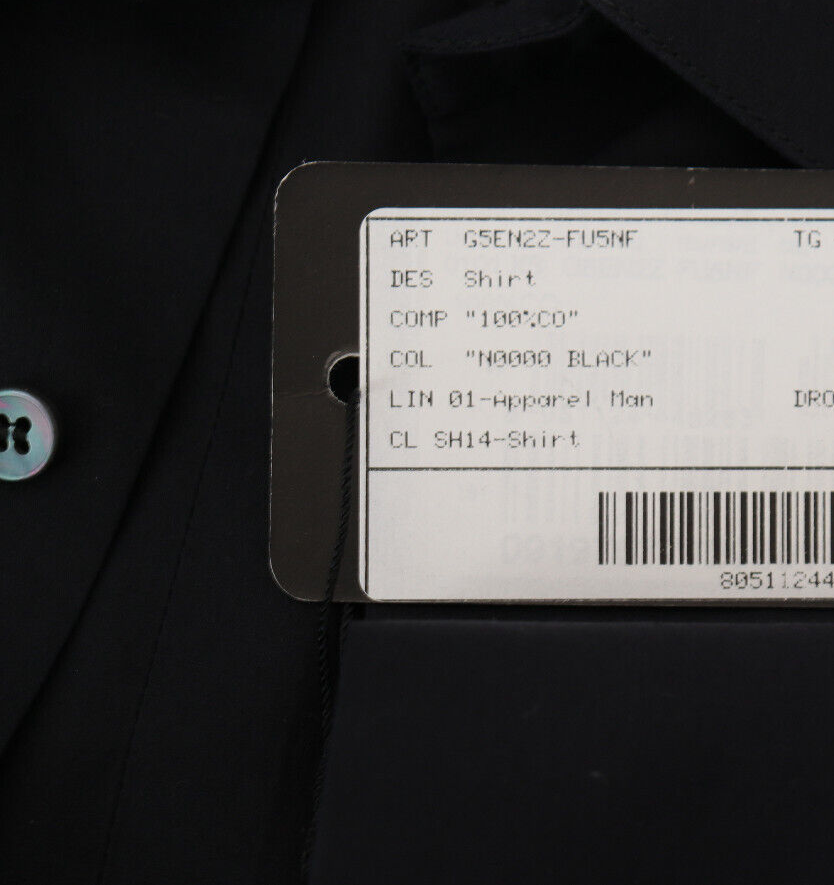 ART G5EN2Z-FU5NF TG
DES Shirt
COMP "100%CO"
COL "N0000 BLACK"
LIN 01-Apparel Man DRO
CL SH14-Shirt
80511244